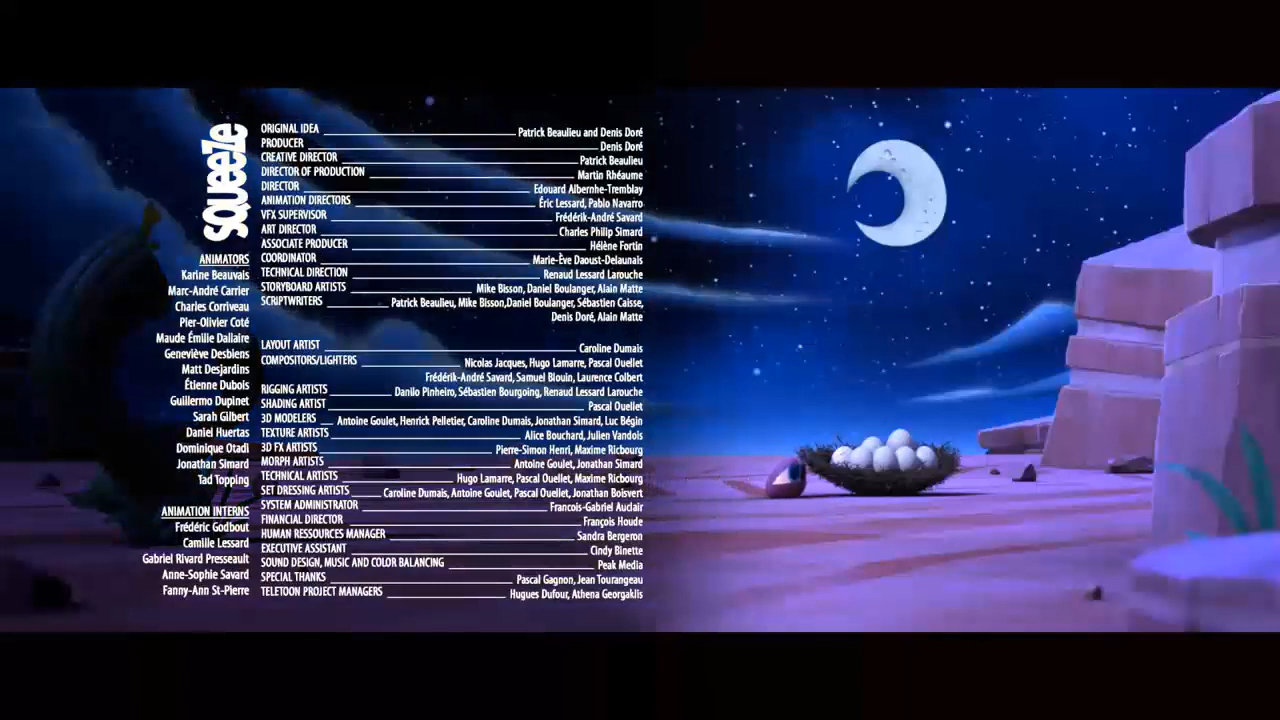 squeeze
ANIMATORS
Karine Beauvais
Marc-André Carrier
Charles Corriveau
Pier-Olivier Coté
Maude Émilie Dallaire
Geneviève Desbiens
Matt Desjardins
Étienne Dubois
Guillermo Dupinet
Sarah Gilbert
Daniel Huertas
Dominique Otadi
Jonathan Simard
Tad Topping
ANIMATION INTERNS
Frédéric Godbout
Camille Lessard
Gabriel Rivard Presseault
Anne-Sophie Savard
Fanny-Ann St-Pierre
ORIGINAL IDEA Patrick Beaulieu and Denis Doré
PRODUCER Denis Doré
CREATIVE DIRECTOR Patrick Beaulieu
DIRECTOR OF PRODUCTION Martin Rhéaume
DIRECTOR Edouard Albernhe-Tremblay
ANIMATION DIRECTORS Éric Lessard, Pablo Navarro
VFX SUPERVISOR Frédérik-André Savard
ART DIRECTOR Charles Philip Simard
ASSOCIATE PRODUCER Hélène Fortin
COORDINATOR Marie-Ève Daoust-Delaunais
TECHNICAL DIRECTION Renaud Lessard Larouche
STORYBOARD ARTISTS Mike Bisson, Daniel Boulanger, Alain Matte
SCRIPTWRITERS Patrick Beaulieu, Mike Bisson,Daniel Boulanger, Sébastien Caisse,
Denis Doré, Alain Matte
LAYOUT ARTIST Caroline Dumais
COMPOSITORS/LIGHTERS Nicolas Jacques, Hugo Lamarre, Pascal Ouellet
Frédérik-André Savard, Samuel Blouin, Laurence Colbert
RIGGING ARTISTS Danilo Pinheiro, Sébastien Bourgoing, Renaud Lessard Larouche
SHADING ARTIST Pascal Ouellet
3D MODELERS Antoine Goulet, Henrick Pelletier, Caroline Dumais, Jonathan Simard, Luc Bégin
TEXTURE ARTISTS Alice Bouchard, Julien Vandois
3D FX ARTISTS Pierre-Simon Henri, Maxime Ricbourg
MORPH ARTISTS Antoine Goulet, Jonathan Simard
TECHNICAL ARTISTS Hugo Lamarre, Pascal Ouellet, Maxime Ricbourg
SET DRESSING ARTISTS Caroline Dumais, Antoine Goulet, Pascal Ouellet, Jonathan Boisvert
SYSTEM ADMINISTRATOR Francois-Gabriel Auclair
FINANCIAL DIRECTOR François Houde
HUMAN RESSOURCES MANAGER Sandra Bergeron
EXECUTIVE ASSISTANT Cindy Binette
SOUND DESIGN, MUSIC AND COLOR BALANCING Peak Media
SPECIAL THANKS Pascal Gagnon, Jean Tourangeau
TELETOON PROJECT MANAGERS Hugues Dufour, Athena Georgaklis